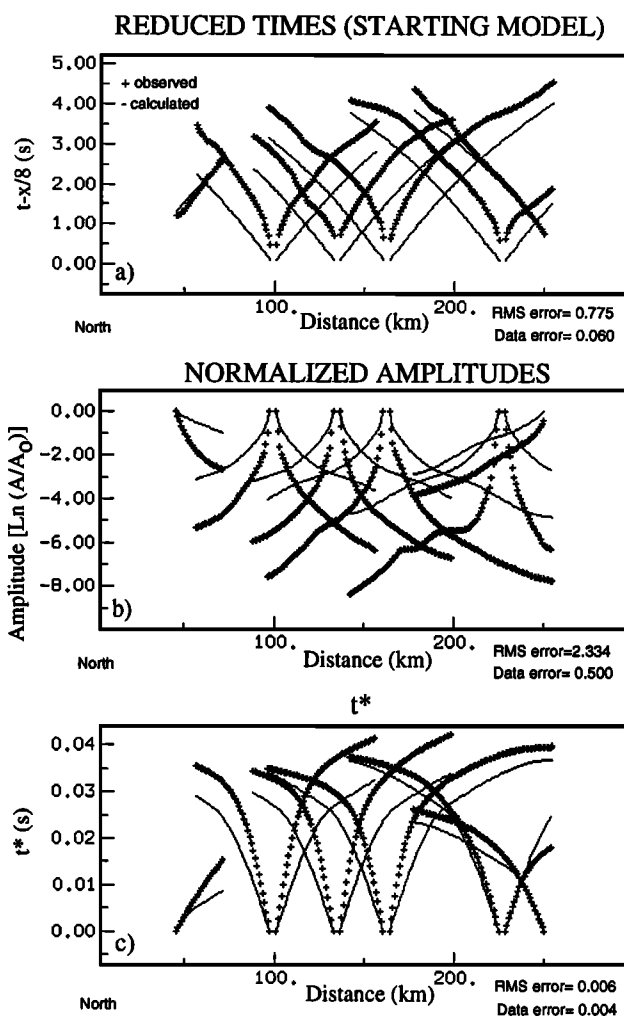 REDUCED TIMES (STARTING MODEL)
5.00
4.00
3.00
2.00
1.00
0.00
t-x/8 (s)
+ observed
- calculated
a)
100.
200.
North
Distance (km)
RMS error= 0.775
Data error= 0.060
NORMALIZED AMPLITUDES
0.00
-2.00
-4.00
-6.00
-8.00
Amplitude [Ln (A/A0)]
b)
100.
200.
North
Distance (km)
RMS error=2.334
Data error= 0.500
t*
0.04
0.03
0.02
0.01
0.00
t* (s)
c)
100.
200.
North
Distance (km)
RMS error= 0.006
Data error= 0.004